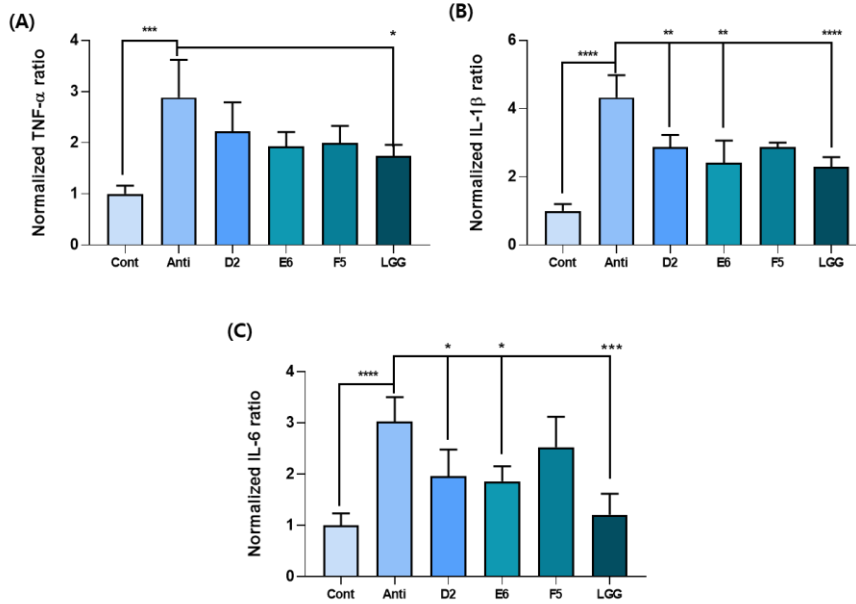 (A)
*** *
Normalized TNF-α ratio
4
3
2
1
0
Cont Anti D2 E6 F5 LGG
(B)
**** ** ** ****
Normalized IL-1β ratio
6
4
2
0
Cont Anti D2 E6 F5 LGG
(C)
**** * * ***
Normalized IL-6 ratio
4
3
2
1
0
Cont Anti D2 E6 F5 LGG